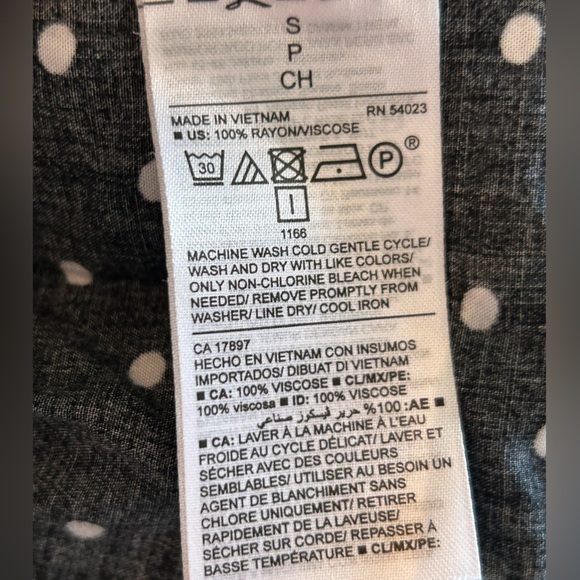 S
P
CH
MADE IN VIETNAM RN 54023
■ US: 100% RAYON/VISCOSE
30 P ®
I
1166
MACHINE WASH COLD GENTLE CYCLE/
WASH AND DRY WITH LIKE COLORS/
ONLY NON-CHLORINE BLEACH WHEN
NEEDED/ REMOVE PROMPTLY FROM
WASHER/ LINE DRY/ COOL IRON
CA 17897
HECHO EN VIETNAM CON INSUMOS
IMPORTADOS/ DIBUAT DI VIETNAM
■ CA: 100% VISCOSE ■ CL/MX/PE:
100% viscosa ■ ID: 100% VISCOSE
■ AE: 100% حرير فيسكوز صناعي
■ CA: LAVER À LA MACHINE À L'EAU
FROIDE AU CYCLE DÉLICAT/ LAVER ET
SÉCHER AVEC DES COULEURS
SEMBLABLES/ UTILISER AU BESOIN UN
AGENT DE BLANCHIMENT SANS
CHLORE UNIQUEMENT/ RETIRER
RAPIDEMENT DE LA LAVEUSE/
SÉCHER SUR CORDE/ REPASSER À
BASSE TEMPÉRATURE ■ CL/MX/PE: